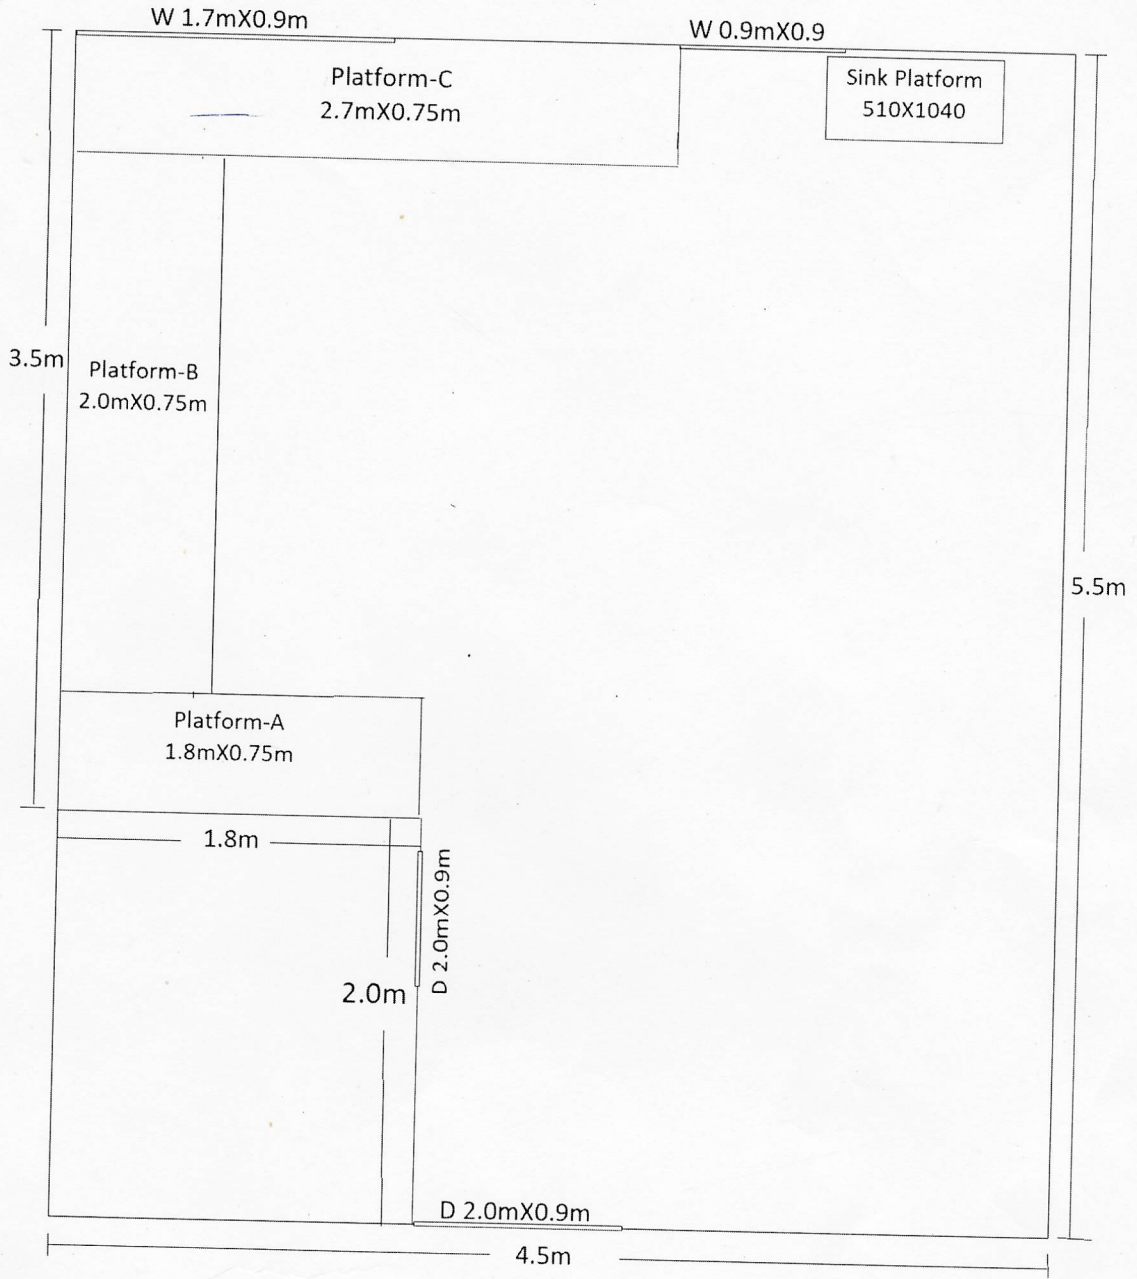 W 1.7mX0.9m
W 0.9mX0.9
Platform-C
2.7mX0.75m
Sink Platform
510X1040
3.5m
Platform-B
2.0mX0.75m
5.5m
Platform-A
1.8mX0.75m
1.8m
D 2.0mX0.9m
2.0m
D 2.0mX0.9m
4.5m